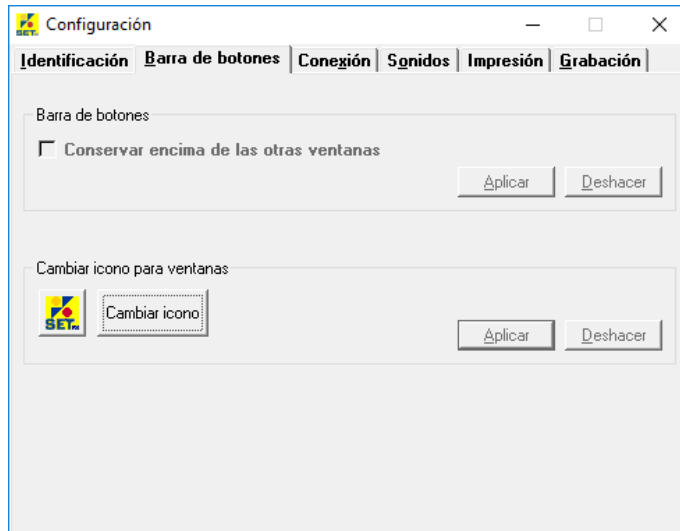 SET
Configuración
Identificación Barra de botones Conexión Sonidos Impresión Grabación
Barra de botones
Conservar encima de las otras ventanas
Aplicar Deshacer
Cambiar icono para ventanas
SET Cambiar icono
Aplicar Deshacer